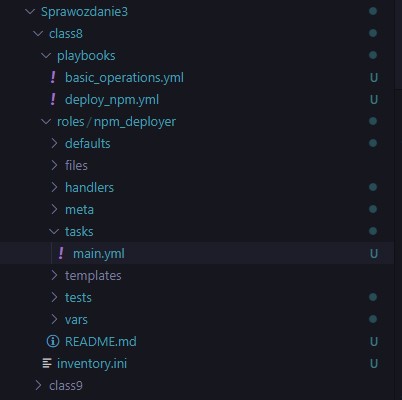 Sprawozdanie3
class8
playbooks
! basic_operations.yml U
! deploy_npm.yml U
roles/npm_deployer
defaults
files
handlers
meta
tasks
! main.yml U
templates
tests
vars
README.md U
inventory.ini U
class9